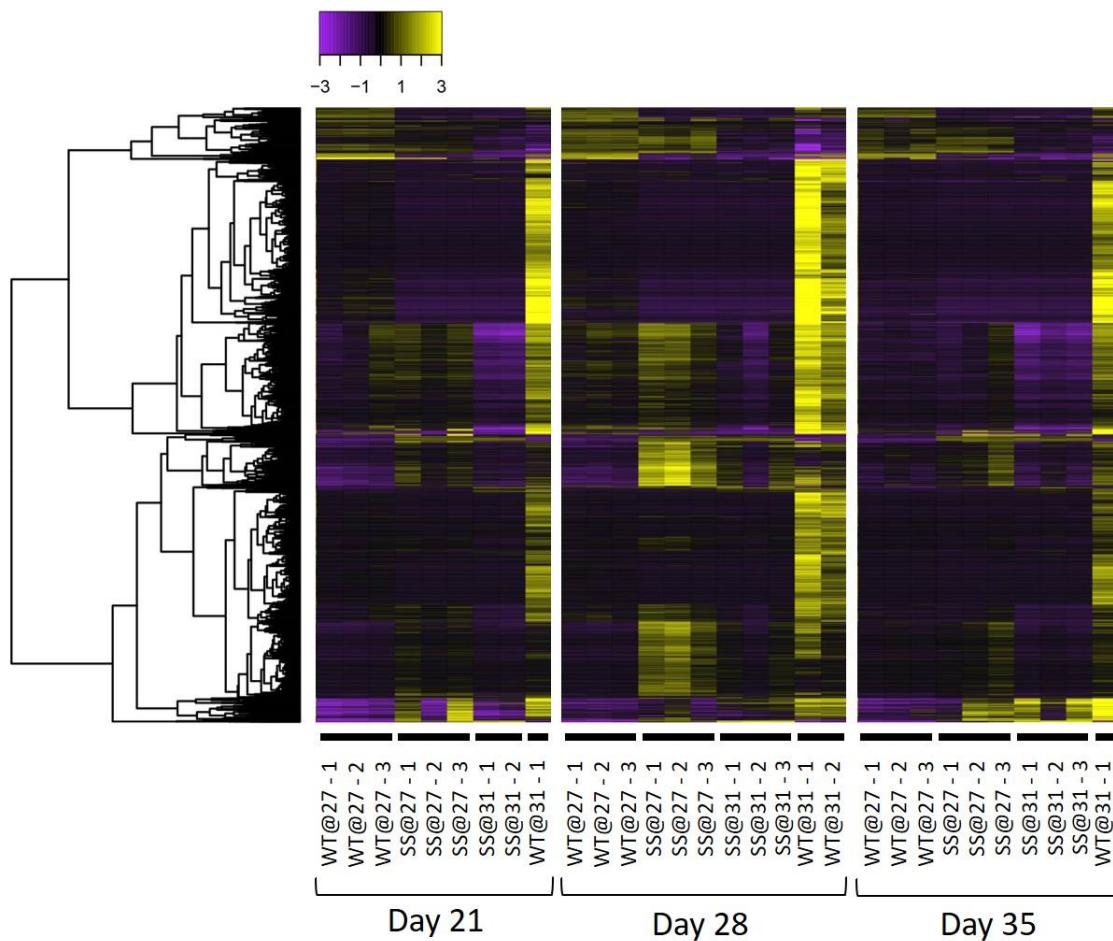 −3 −1 1 3
WT@27 - 1
WT@27 - 2
WT@27 - 3
SS@27 - 1
SS@27 - 2
SS@27 - 3
SS@31 - 1
SS@31 - 2
WT@31 - 1
WT@27 - 1
WT@27 - 2
WT@27 - 3
SS@27 - 1
SS@27 - 2
SS@27 - 3
SS@31 - 1
SS@31 - 2
SS@31 - 3
WT@31 - 1
WT@31 - 2
WT@27 - 1
WT@27 - 2
WT@27 - 3
SS@27 - 1
SS@27 - 2
SS@27 - 3
SS@31 - 1
SS@31 - 2
SS@31 - 3
WT@31 - 1
Day 21
Day 28
Day 35